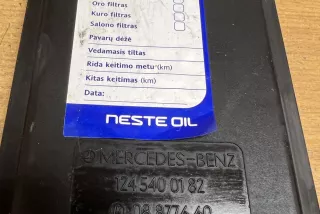 Oro filtras
Kuro filtras
Salono filtras
Pavarų dėžė
Vedamasis tiltas
Rida keitimo metu (km)
Kitas keitimas (km)
Data:
NESTE OIL
MERCEDES-BENZ
124 540 01 82